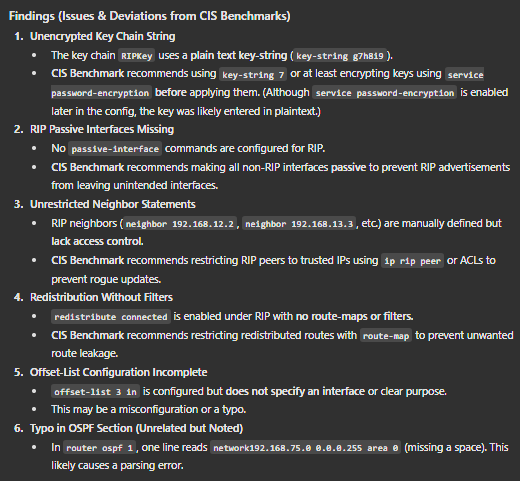 Findings (Issues & Deviations from CIS Benchmarks)
1. Unencrypted Key Chain String
• The key chain RIPKey uses a plain text key-string (key-string g7h8i9).
• CIS Benchmark recommends using key-string 7 or at least encrypting keys using service
password-encryption before applying them. (Although service password-encryption is enabled
later in the config, the key was likely entered in plaintext.)
2. RIP Passive Interfaces Missing
• No passive-interface commands are configured for RIP.
• CIS Benchmark recommends making all non-RIP interfaces passive to prevent RIP advertisements
from leaving unintended interfaces.
3. Unrestricted Neighbor Statements
• RIP neighbors (neighbor 192.168.12.2, neighbor 192.168.13.3, etc.) are manually defined but
lack access control.
• CIS Benchmark recommends restricting RIP peers to trusted IPs using ip rip peer or ACLs to
prevent rogue updates.
4. Redistribution Without Filters
• redistribute connected is enabled under RIP with no route-maps or filters.
• CIS Benchmark recommends restricting redistributed routes with route-map to prevent unwanted
route leakage.
5. Offset-List Configuration Incomplete
• offset-list 3 in is configured but does not specify an interface or clear purpose.
• This may be a misconfiguration or a typo.
6. Typo in OSPF Section (Unrelated but Noted)
• In router ospf 1, one line reads network192.168.75.0 0.0.0.255 area 0 (missing a space). This
likely causes a parsing error.